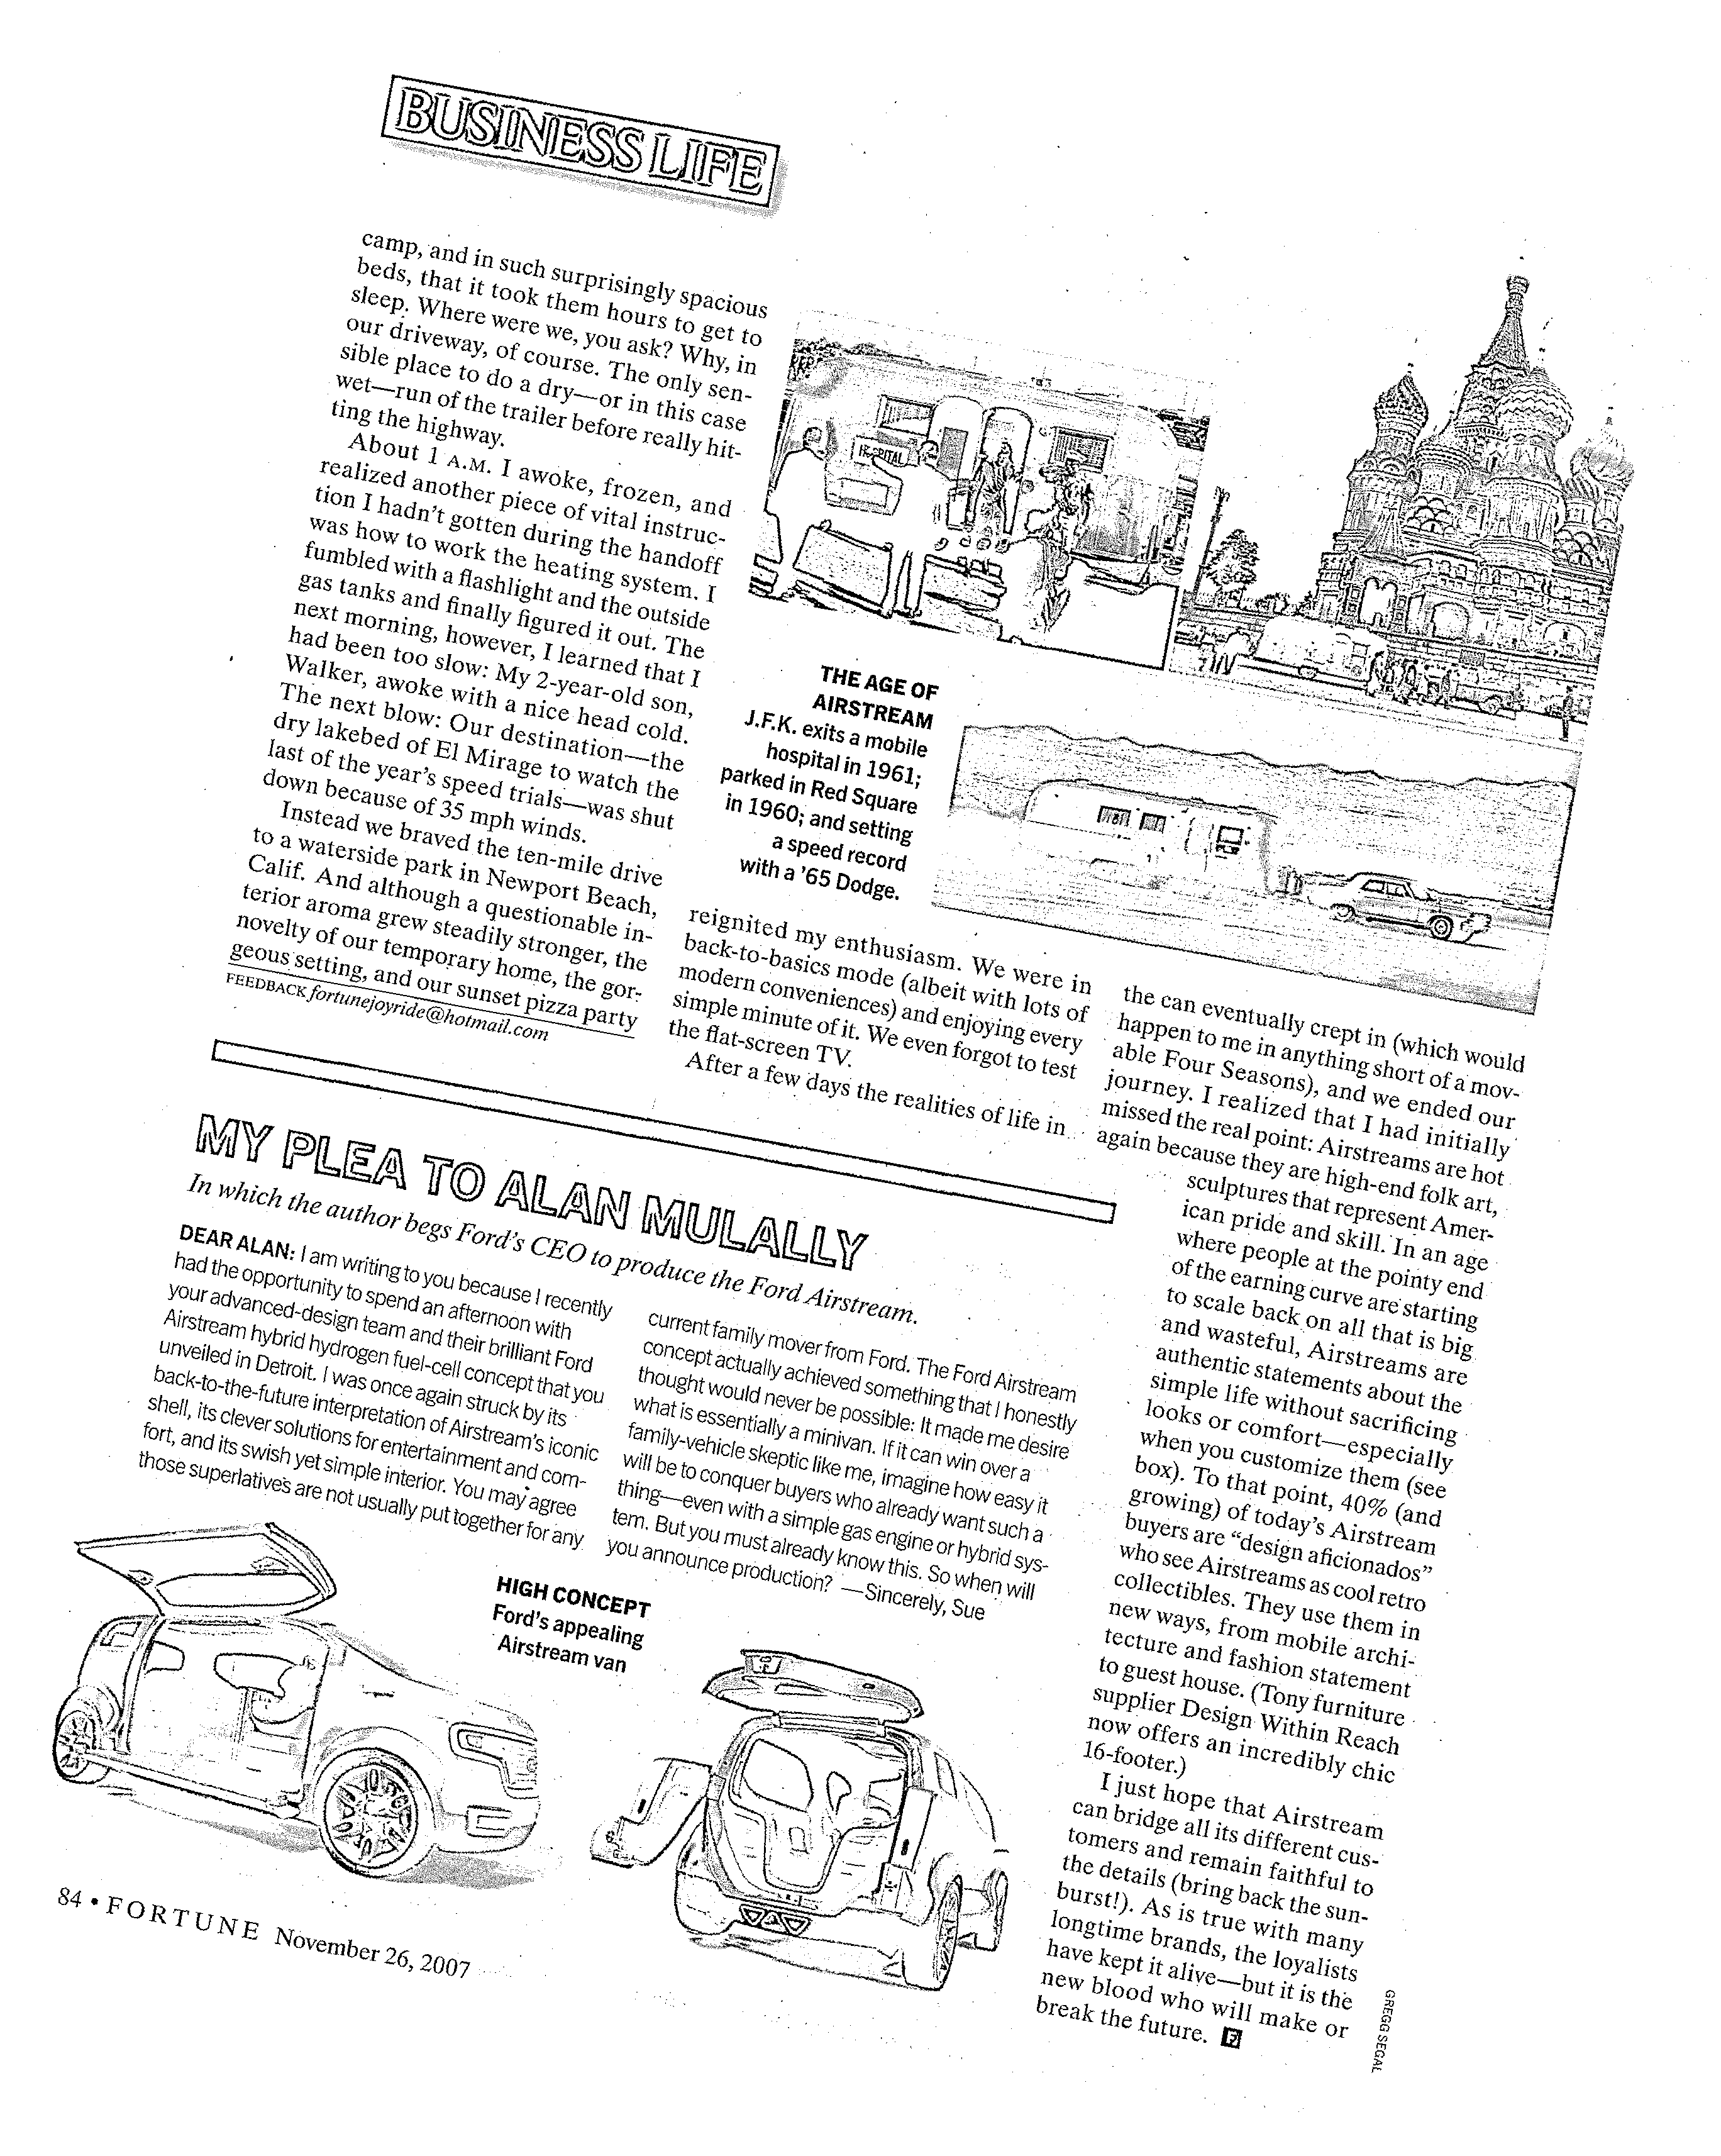 BUSINESS LIFE
camp, and in such surprisingly spacious
beds, that it took them hours to get to
sleep. Where were we, you ask? Why, in
our driveway, of course. The only sen-
sible place to do a dry—or in this case
wet—run of the trailer before really hit-
ting the highway.
About 1 A.M. I awoke, frozen, and
realized another piece of vital instruc-
tion I hadn't gotten during the handoff
was how to work the heating system. I
fumbled with a flashlight and the outside
gas tanks and finally figured it out. The
next morning, however, I learned that I
had been too slow: My 2-year-old son,
Walker, awoke with a nice head cold.
The next blow: Our destination—the
dry lakebed of El Mirage to watch the
last of the year's speed trials—was shut
down because of 35 mph winds.
Instead we braved the ten-mile drive
to a waterside park in Newport Beach,
Calif. And although a questionable in-
terior aroma grew steadily stronger, the
novelty of our temporary home, the gor-
geous setting, and our sunset pizza party
FEEDBACK fortunejoyride@hotmail.com
HOSPITAL
THE AGE OF
AIRSTREAM
J.F.K. exits a mobile
hospital in 1961;
parked in Red Square
in 1960; and setting
a speed record
with a '65 Dodge.
reignited my enthusiasm. We were in
back-to-basics mode (albeit with lots of
modern conveniences) and enjoying every
simple minute of it. We even forgot to test
the flat-screen TV.
After a few days the realities of life in
the can eventually crept in (which would
happen to me in anything short of a mov-
able Four Seasons), and we ended our
journey. I realized that I had initially
missed the real point: Airstreams are hot
again because they are high-end folk art,
sculptures that represent Amer-
ican pride and skill. In an age
where people at the pointy end
of the earning curve are starting
to scale back on all that is big
and wasteful, Airstreams are
authentic statements about the
simple life without sacrificing
looks or comfort—especially
when you customize them (see
box). To that point, 40% (and
growing) of today's Airstream
buyers are "design aficionados"
who see Airstreams as cool retro
collectibles. They use them in
new ways, from mobile archi-
tecture and fashion statement
to guest house. (Tony furniture
supplier Design Within Reach
now offers an incredibly chic
16-footer.)
I just hope that Airstream
can bridge all its different cus-
tomers and remain faithful to
the details (bring back the sun-
burst!). As is true with many
longtime brands, the loyalists
have kept it alive—but it is the
new blood who will make or
break the future. F
GREGG SEGAL
MY PLEA TO ALAN MULALLY
In which the author begs Ford's CEO to produce the Ford Airstream.
DEAR ALAN: I am writing to you because I recently
had the opportunity to spend an afternoon with
your advanced-design team and their brilliant Ford
Airstream hybrid hydrogen fuel-cell concept that you
unveiled in Detroit. I was once again struck by its
back-to-the-future interpretation of Airstream's iconic
shell, its clever solutions for entertainment and com-
fort, and its swish yet simple interior. You may agree
those superlatives are not usually put together for any
current family mover from Ford. The Ford Airstream
concept actually achieved something that I honestly
thought would never be possible: It made me desire
what is essentially a minivan. If it can win over a
family-vehicle skeptic like me, imagine how easy it
will be to conquer buyers who already want such a
thing—even with a simple gas engine or hybrid sys-
tem. But you must already know this. So when will
you announce production? —Sincerely, Sue
HIGH CONCEPT
Ford's appealing
Airstream van
84 • FORTUNE November 26, 2007